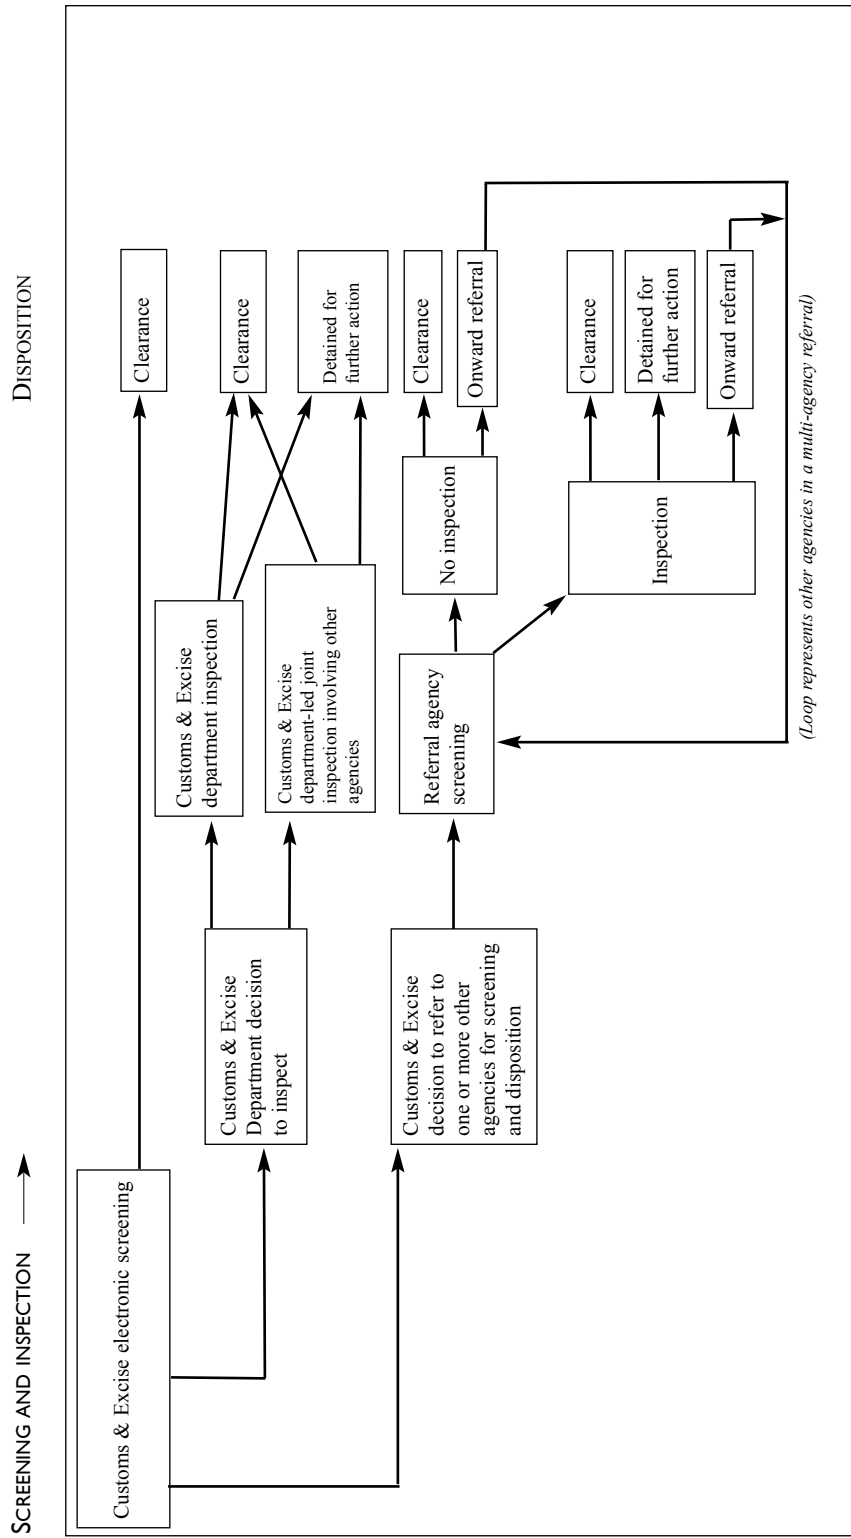 SCREENING AND INSPECTION
DISPOSITION
Customs & Excise electronic screening
Clearance
Customs & Excise
Department decision
to inspect
Customs & Excise
department inspection
Clearance
Customs & Excise
department-led joint
inspection involving other
agencies
Detained for
further action
Customs & Excise
decision to refer to
one or more other
agencies for screening
and disposition
Referral agency
screening
No inspection
Clearance
Onward referral
Inspection
Clearance
Detained for
further action
Onward referral
(Loop represents other agencies in a multi-agency referral)